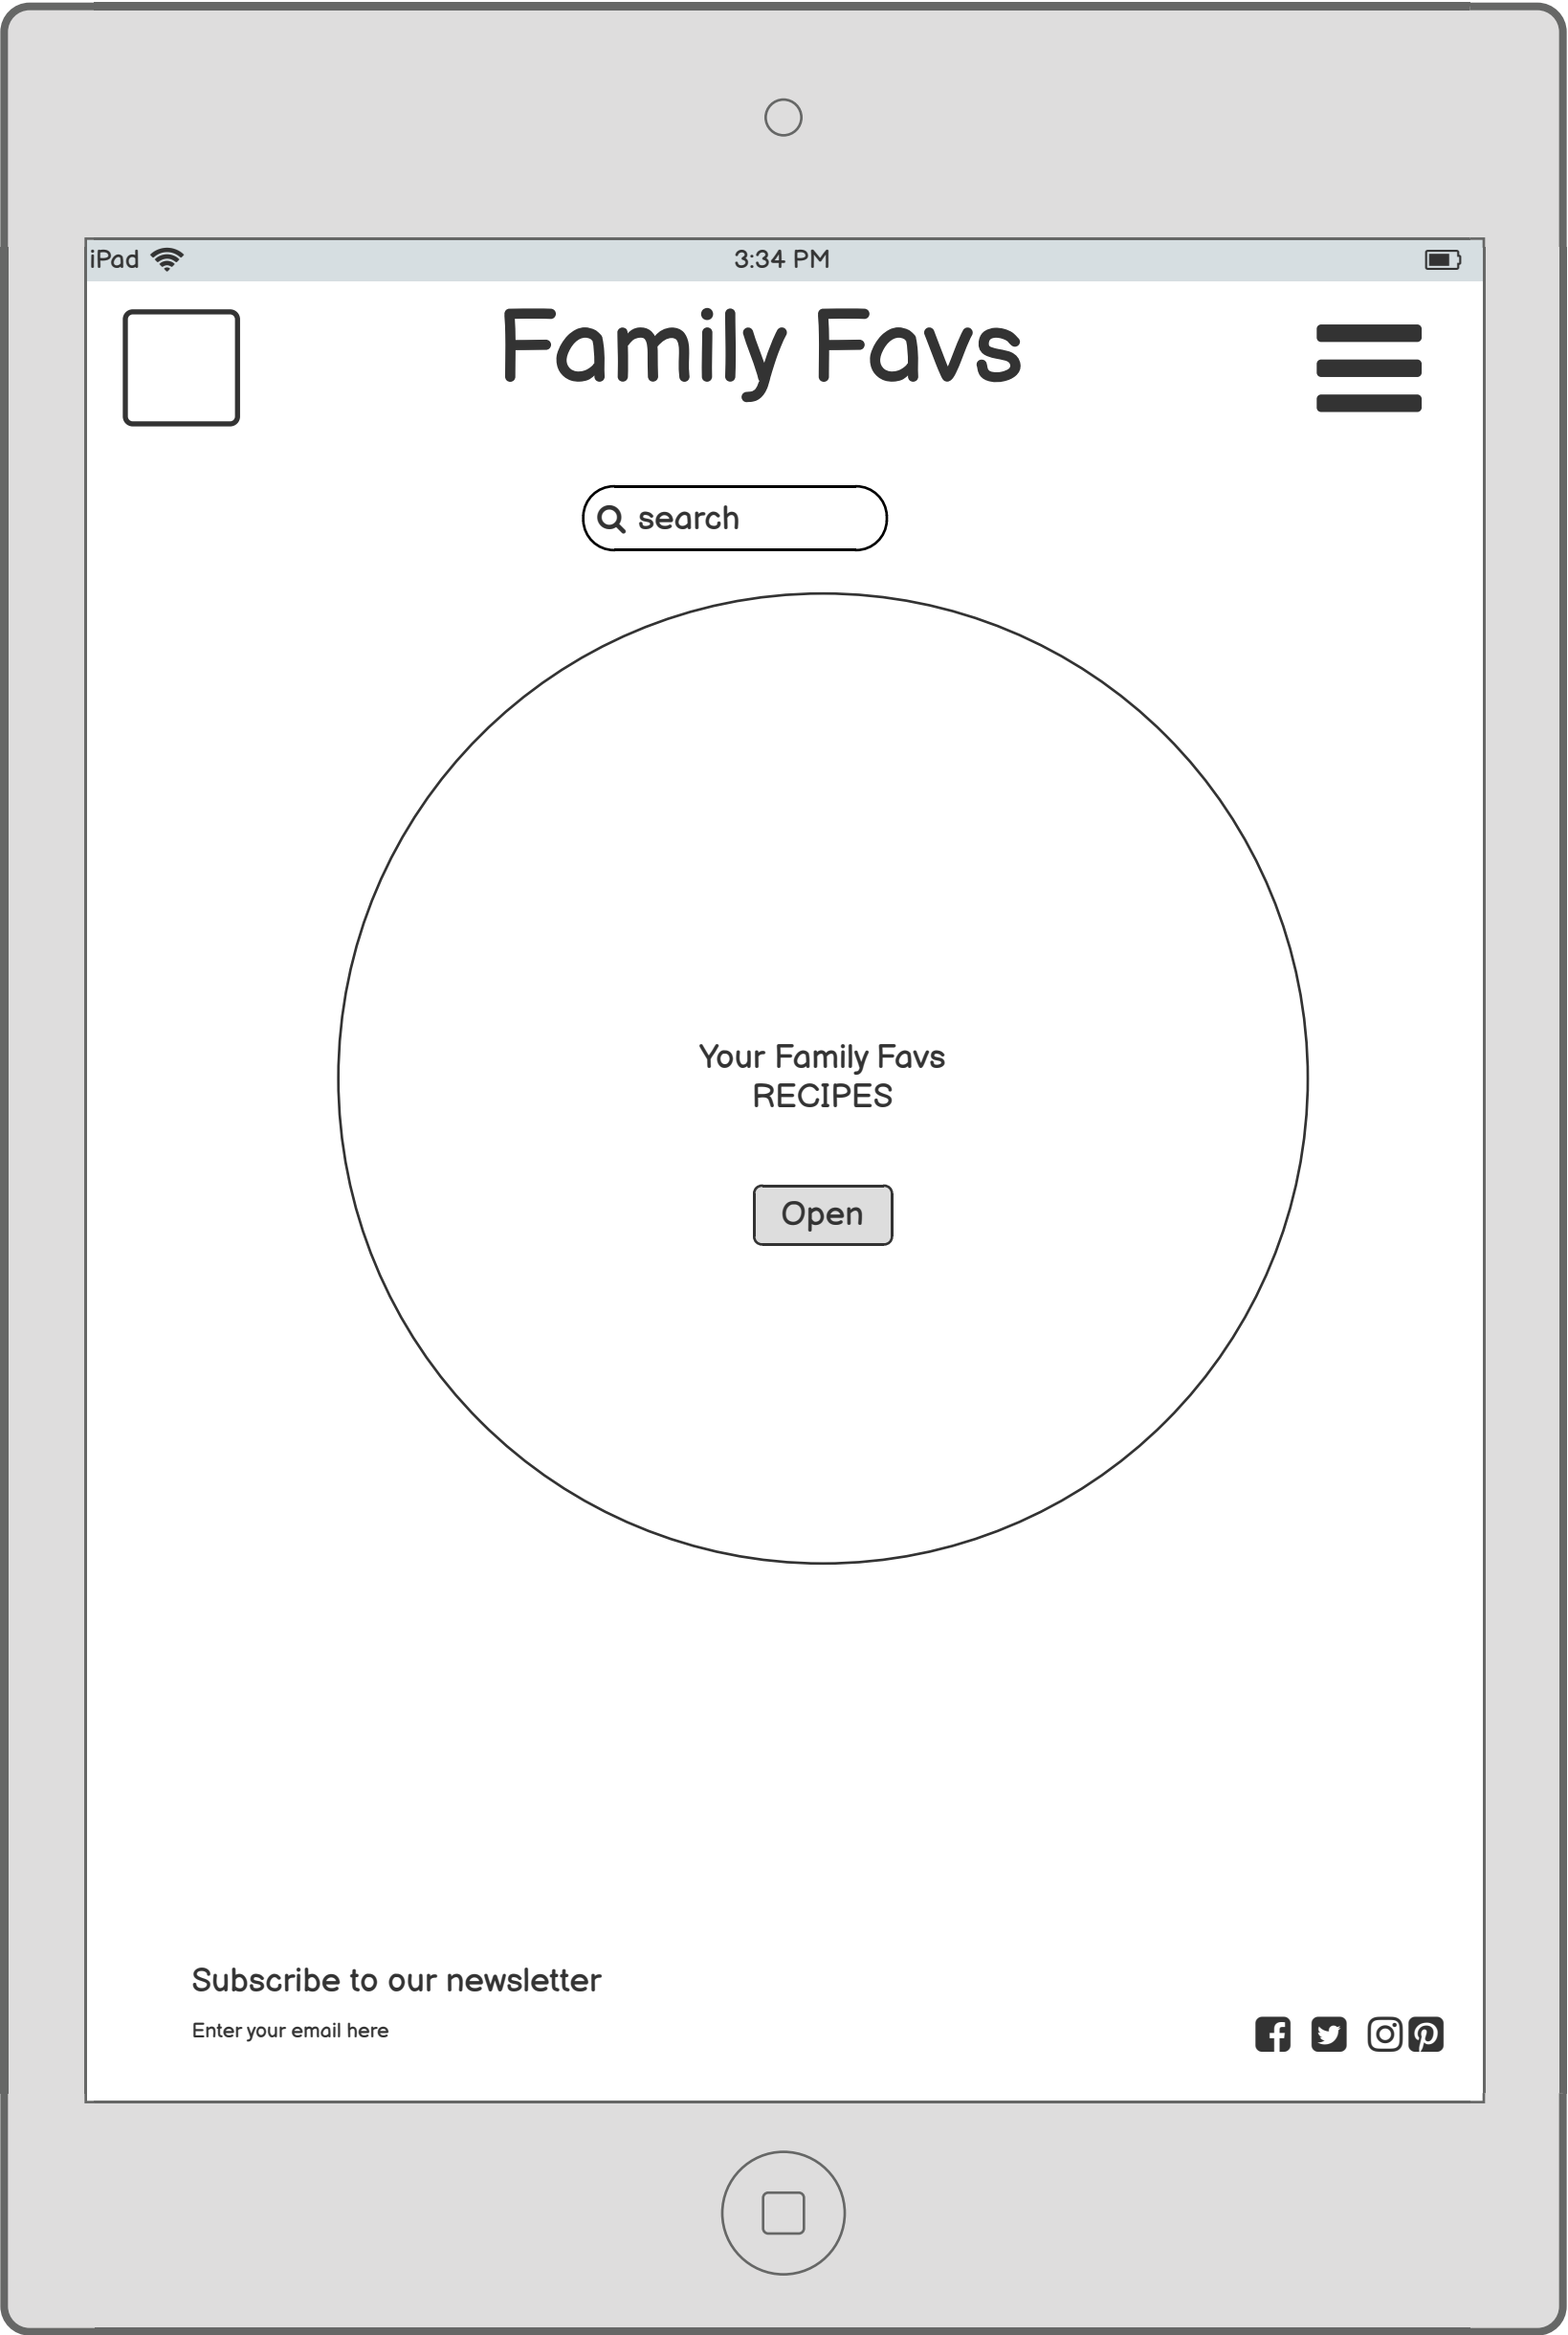 iPad 3:34 PM
Family Favs
search
Your Family Favs
RECIPES
Open
Subscribe to our newsletter
Enter your email here